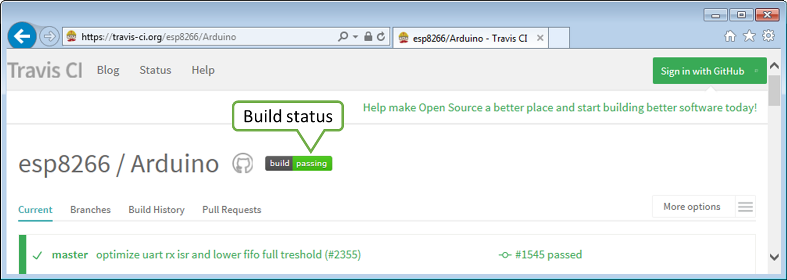 https://travis-ci.org/esp8266/Arduino
esp8266/Arduino - Travis CI
Travis CI Blog Status Help Sign in with GitHub
Help make Open Source a better place and start building better software today!
Build status
esp8266 / Arduino build passing
Current Branches Build History Pull Requests More options
master optimize uart rx isr and lower fifo full treshold (#2355) #1545 passed